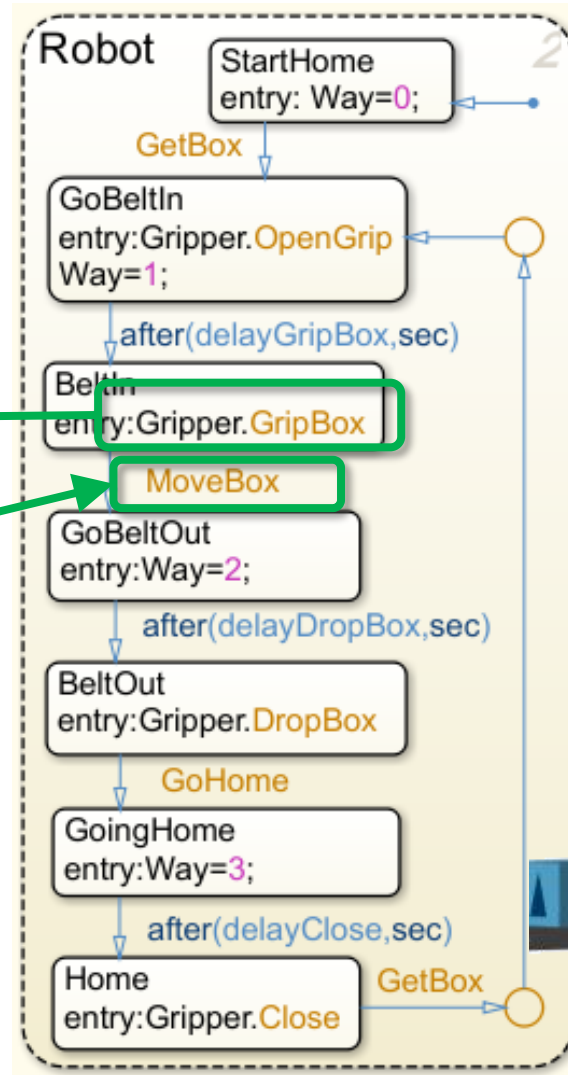 Robot
2
StartHome
entry: Way=0;
GetBox
GoBeltIn
entry:Gripper.OpenGrip
Way=1;
after(delayGripBox,sec)
BeltIn
entry:Gripper.GripBox
MoveBox
GoBeltOut
entry:Way=2;
after(delayDropBox,sec)
BeltOut
entry:Gripper.DropBox
GoHome
GoingHome
entry:Way=3;
after(delayClose,sec)
Home
entry:Gripper.Close
GetBox